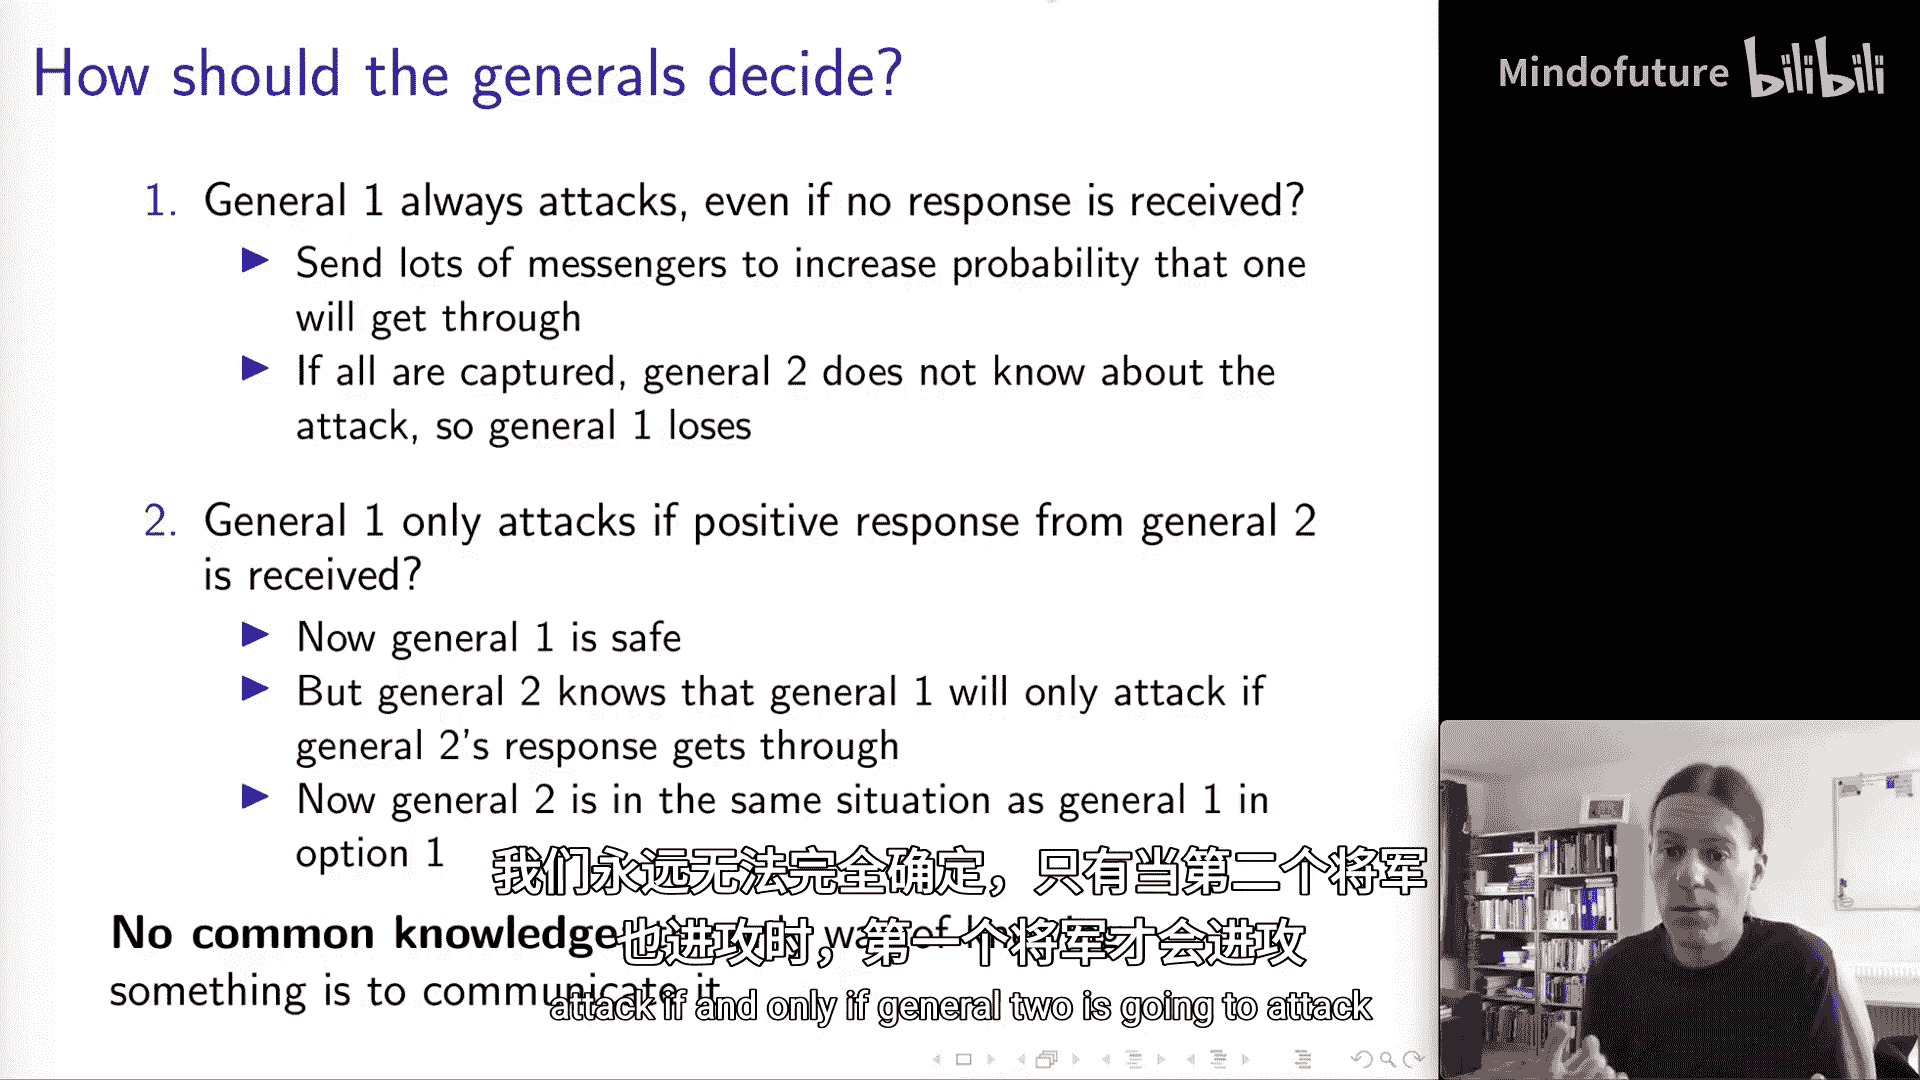 How should the generals decide?
Mindofuture bilibili
1. General 1 always attacks, even if no response is received?
Send lots of messengers to increase probability that one
will get through
If all are captured, general 2 does not know about the
attack, so general 1 loses
2. General 1 only attacks if positive response from general 2
is received?
Now general 1 is safe
But general 2 knows that general 1 will only attack if
general 2's response gets through
Now general 2 is in the same situation as general 1 in
option 1
我们永远无法完全确定，只有当第二个将军
No common knowledge
也进攻时，第一个将军才会进攻
something is to communicate it
attack if and only if general two is going to attack